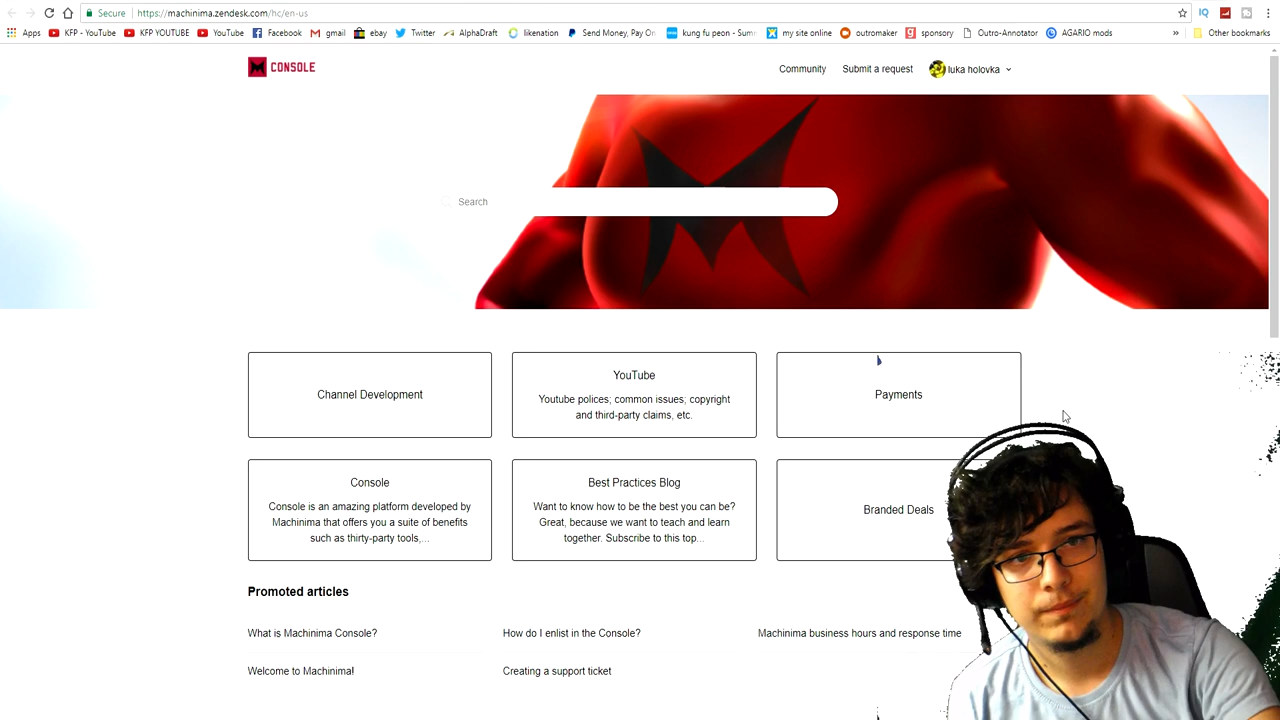 Secure https://machinima.zendesk.com/hc/en-us
Apps KFP - YouTube KFP YOUTUBE YouTube Facebook gmail ebay Twitter AlphaDraft likenation Send Money, Pay On kung fu peon - Sum my site online outromaker sponsory Outro-Annotator AGARIO mods » Other bookmarks
CONSOLE
Community Submit a request luka holovka
Search
Channel Development
YouTube
Youtube polices; common issues, copyright
and third-party claims, etc.
Payments
Console
Console is an amazing platform developed by
Machinima that offers you a suite of benefits
such as thirty-party tools,...
Best Practices Blog
Want to know how to be the best you can be?
Great, because we want to teach and learn
together. Subscribe to this top...
Branded Deals
Promoted articles
What is Machinima Console? How do I enlist in the Console? Machinima business hours and response time
Welcome to Machinima! Creating a support ticket